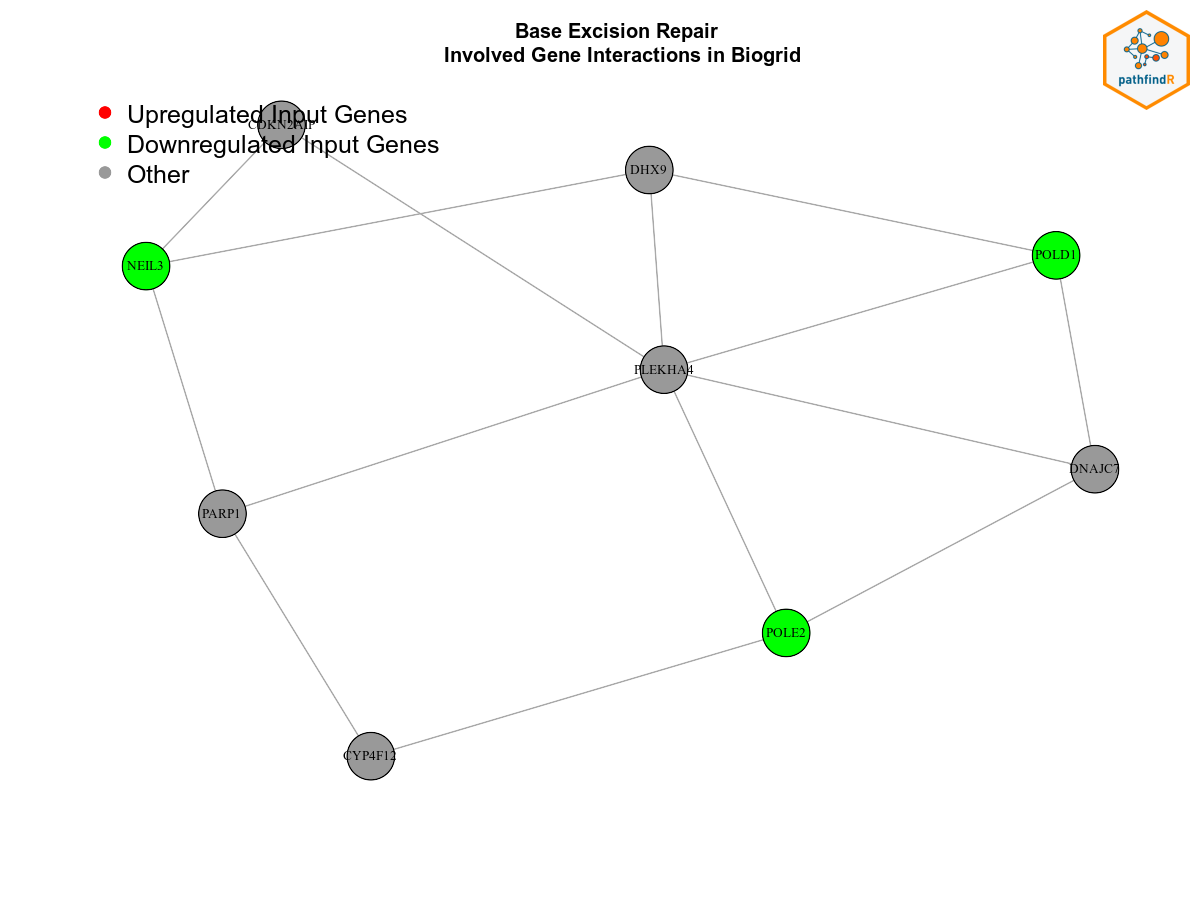 Base Excision Repair
Involved Gene Interactions in Biogrid
pathfindR
Upregulated Input Genes
CDKN2AIP
Downregulated Input Genes
Other
DHX9
NEIL3
POLD1
PLEKHA4
DNAJC7
PARP1
POLE2
CYP4F12